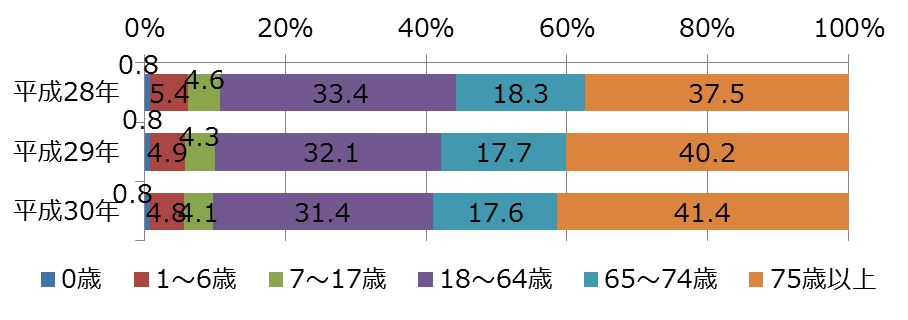 0% 20% 40% 60% 80% 100%
平成28年 0.8 5.4 4.6 33.4 18.3 37.5
平成29年 0.8 4.9 4.3 32.1 17.7 40.2
平成30年 0.8 4.8 4.1 31.4 17.6 41.4
0歳 1～6歳 7～17歳 18～64歳 65～74歳 75歳以上